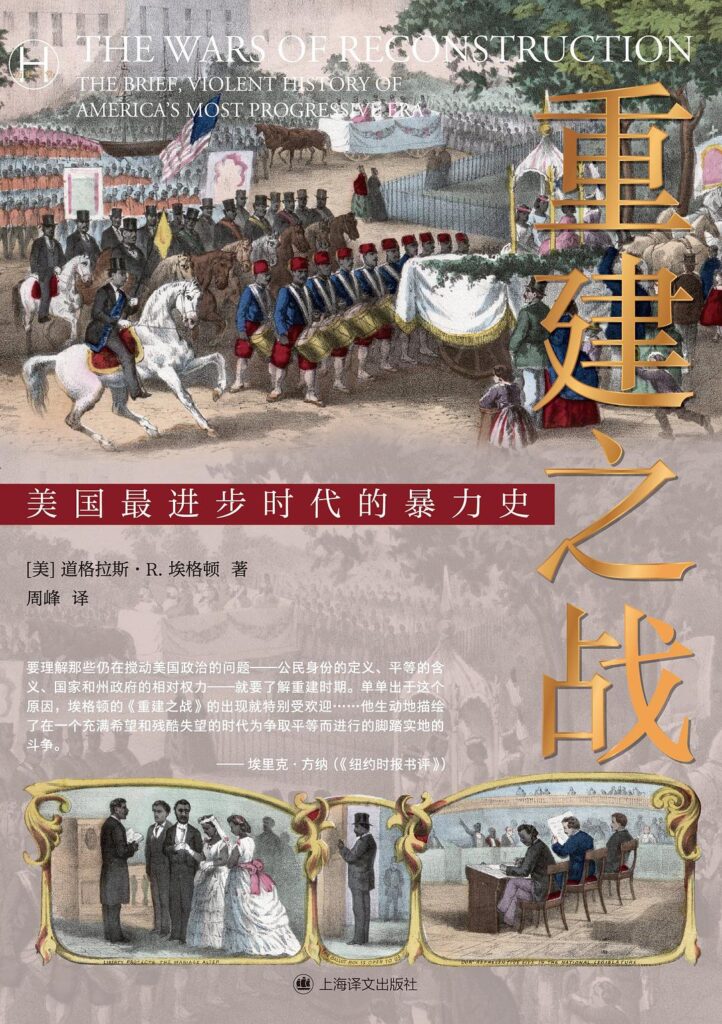 THE WARS OF RECONSTRUCTION
THE BRIEF, VIOLENT HISTORY OF
AMERICA'S MOST PROGRESSIVE ERA
重建之战
美国最进步时代的暴力史
[美] 道格拉斯·R. 埃格顿 著
周峰 译
要理解那些仍在搅动美国政治的问题——公民身份的定义、平等的含
义、国家和州政府的相对权力——就要了解重建时期。单单出于这个
原因，埃格顿的《重建之战》的出现就特别受欢迎……他生动地描绘
了在一个充满希望和残酷失望的时代为争取平等而进行的脚踏实地的
斗争。
—— 埃里克·方纳（《纽约时报书评》）
上海译文出版社